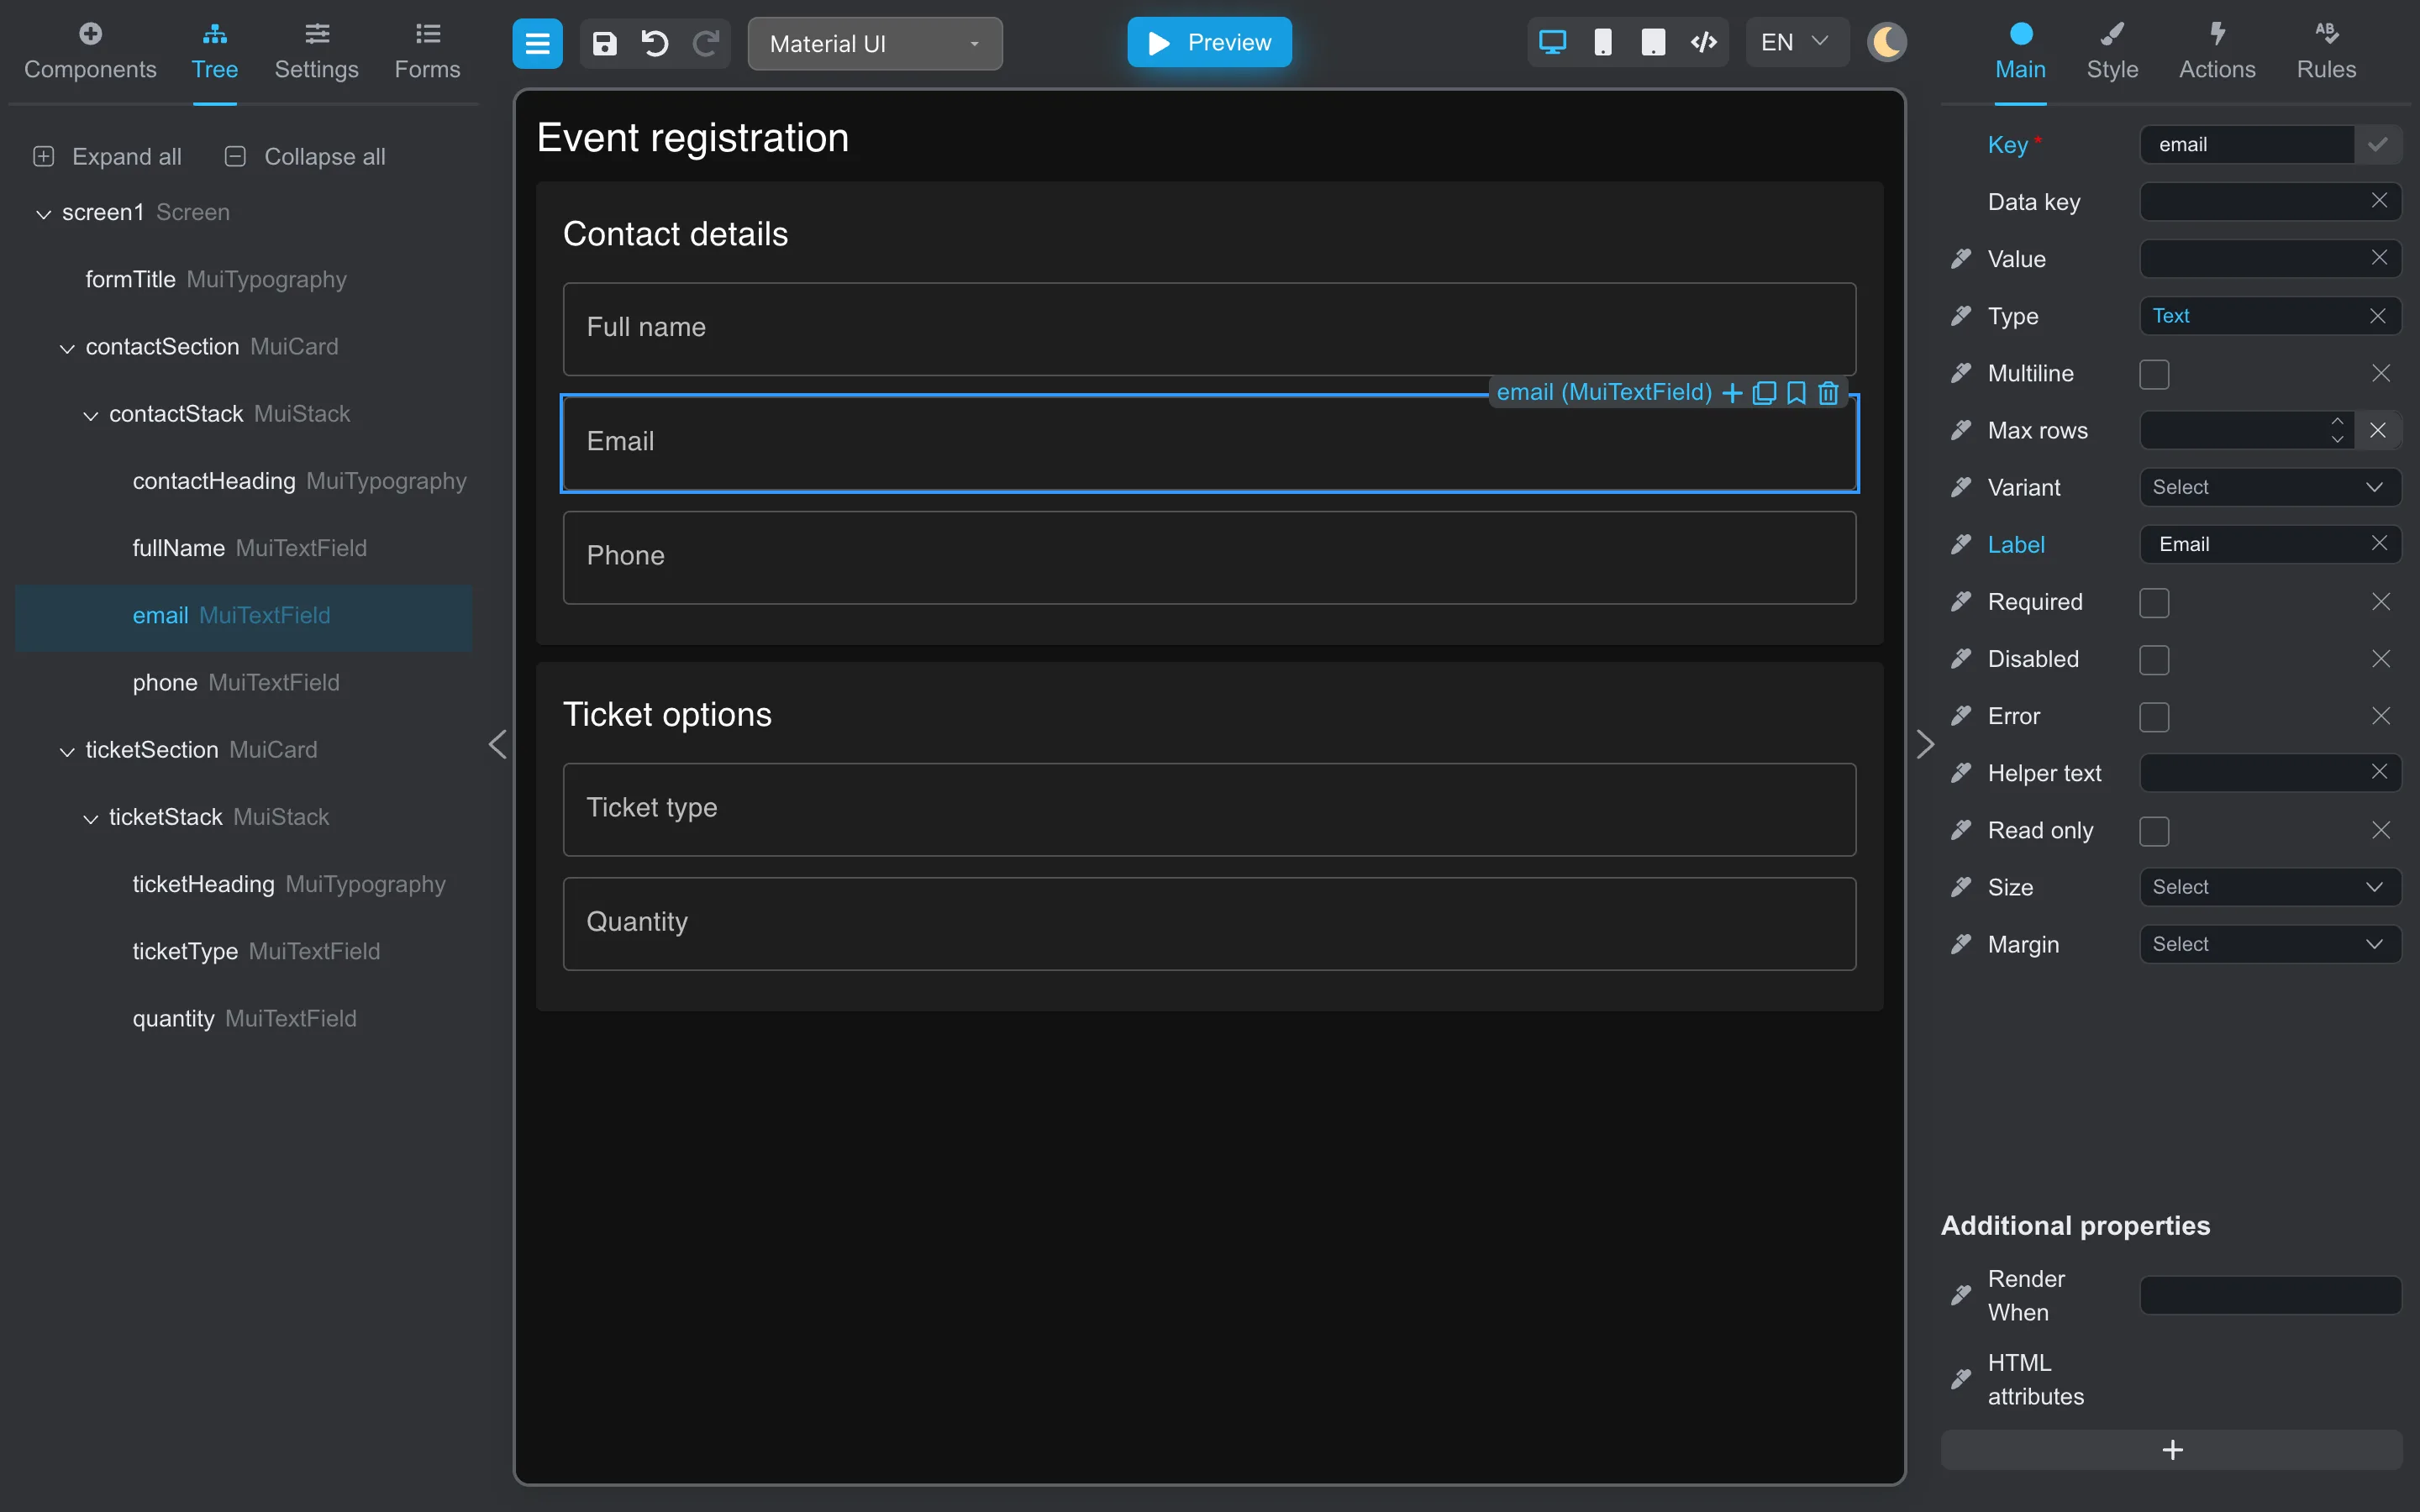 Components
Tree
Settings
Forms
Material UI
Preview
EN
Main
Style
Actions
Rules
Expand all
Collapse all
screen1 Screen
formTitle MuiTypography
contactSection MuiCard
contactStack MuiStack
contactHeading MuiTypography
fullName MuiTextField
email MuiTextField
phone MuiTextField
ticketSection MuiCard
ticketStack MuiStack
ticketHeading MuiTypography
ticketType MuiTextField
quantity MuiTextField
Event registration
Contact details
Full name
email (MuiTextField)
Email
Phone
Ticket options
Ticket type
Quantity
Key * email
Data key
Value
Type Text
Multiline
Max rows
Variant Select
Label Email
Required
Disabled
Error
Helper text
Read only
Size Select
Margin Select
Additional properties
Render
When
HTML
attributes